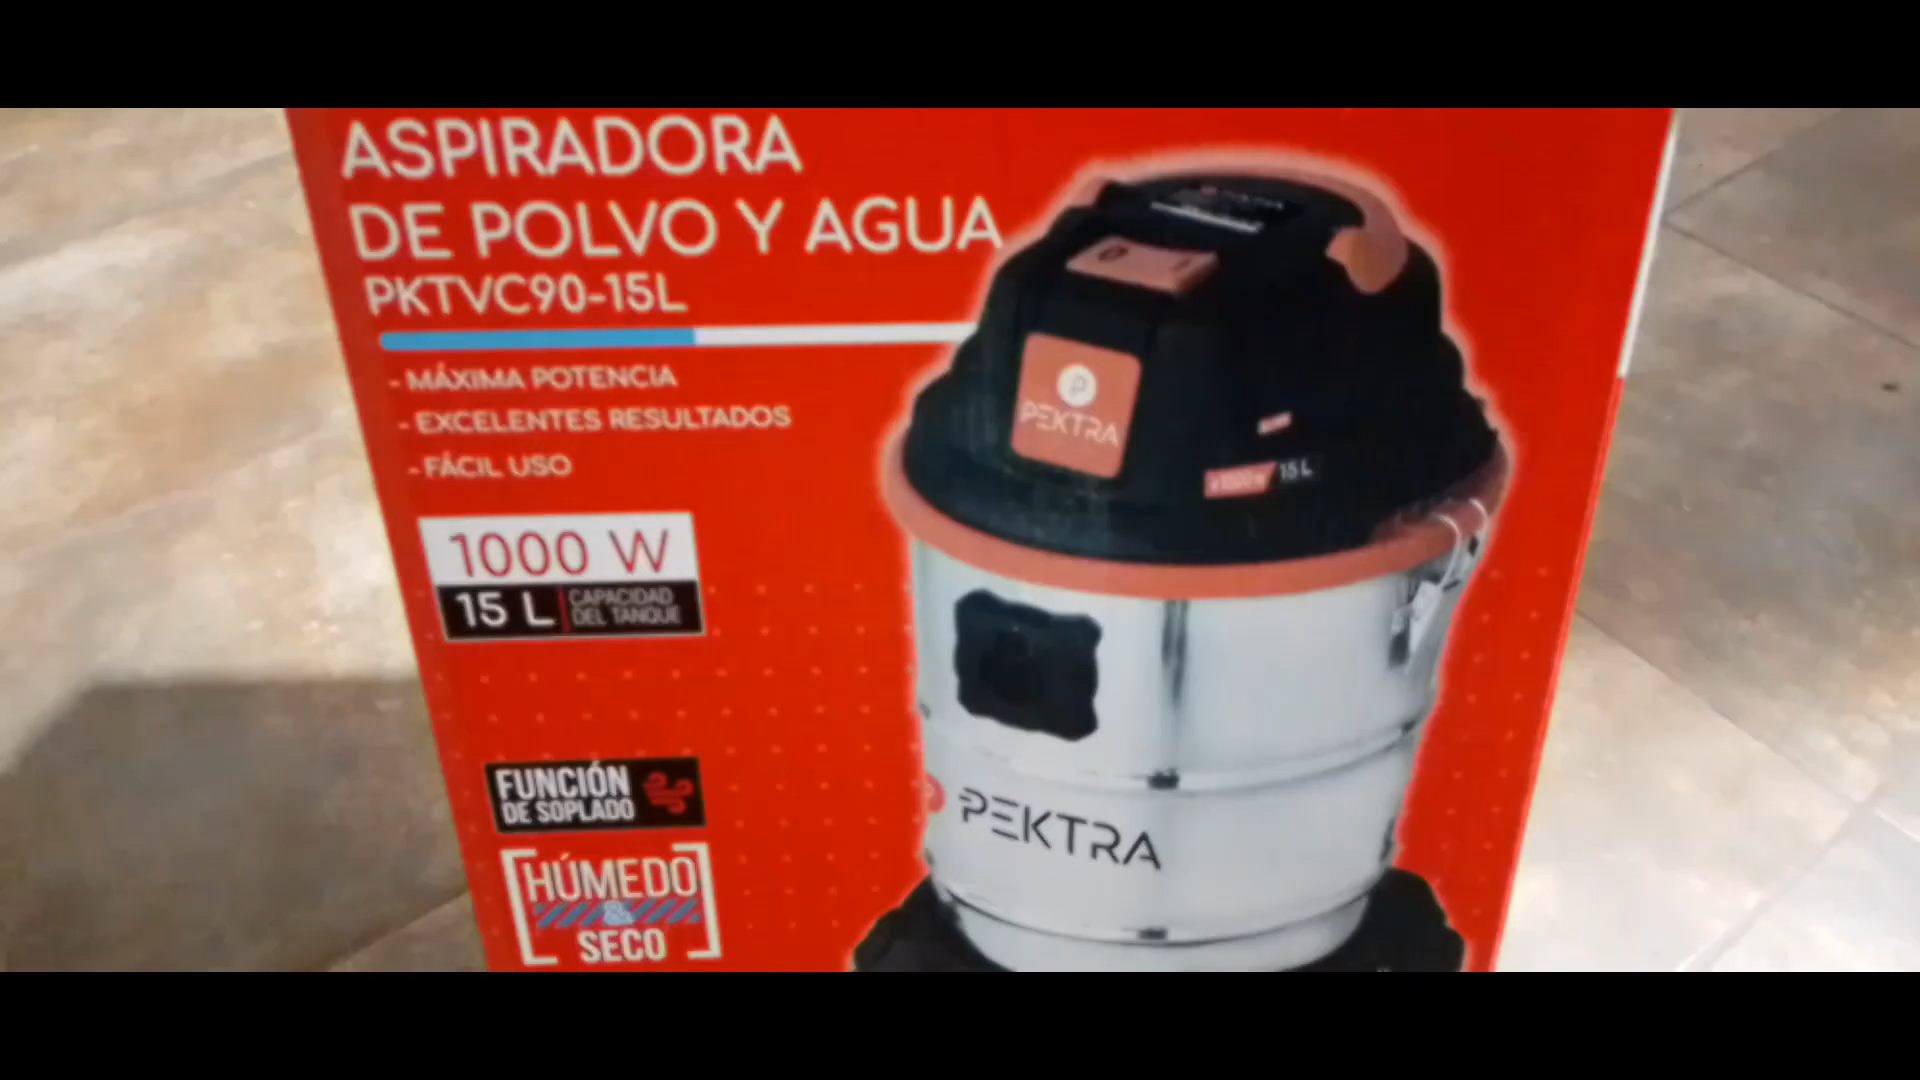 ASPIRADORA
DE POLVO Y AGUA
PKTVC90-15L
- MÁXIMA POTENCIA
- EXCELENTES RESULTADOS
- FÁCIL USO
1000 W
15 L
CAPACIDAD
DEL TANQUE
FUNCIÓN
DE SOPLADO
HÚMEDO
&
SECO
O I
PEKTRA
15 L
PEKTRA